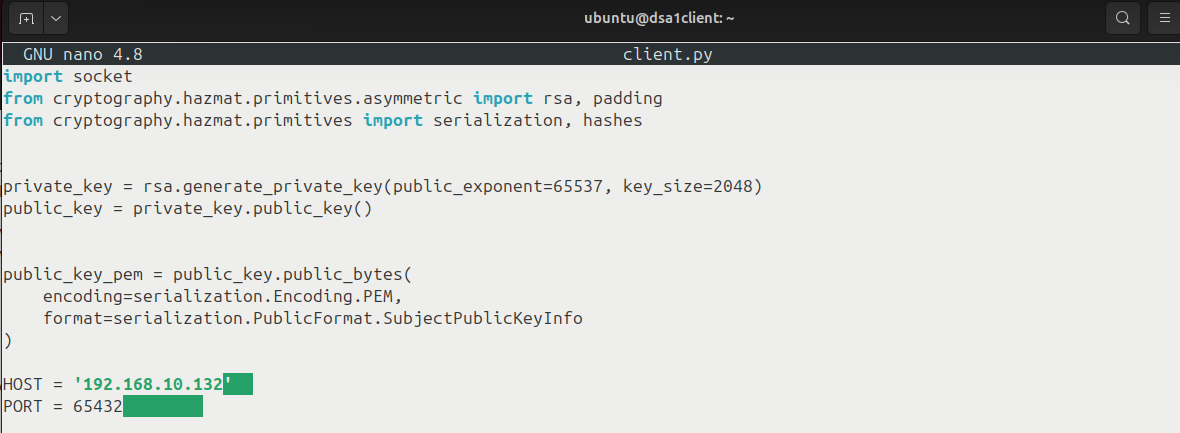 ubuntu@dsa1client: ~
GNU nano 4.8 client.py
import socket
from cryptography.hazmat.primitives.asymmetric import rsa, padding
from cryptography.hazmat.primitives import serialization, hashes
private_key = rsa.generate_private_key(public_exponent=65537, key_size=2048)
public_key = private_key.public_key()
public_key_pem = public_key.public_bytes(
    encoding=serialization.Encoding.PEM,
    format=serialization.PublicFormat.SubjectPublicKeyInfo
)
HOST = '192.168.10.132'
PORT = 65432